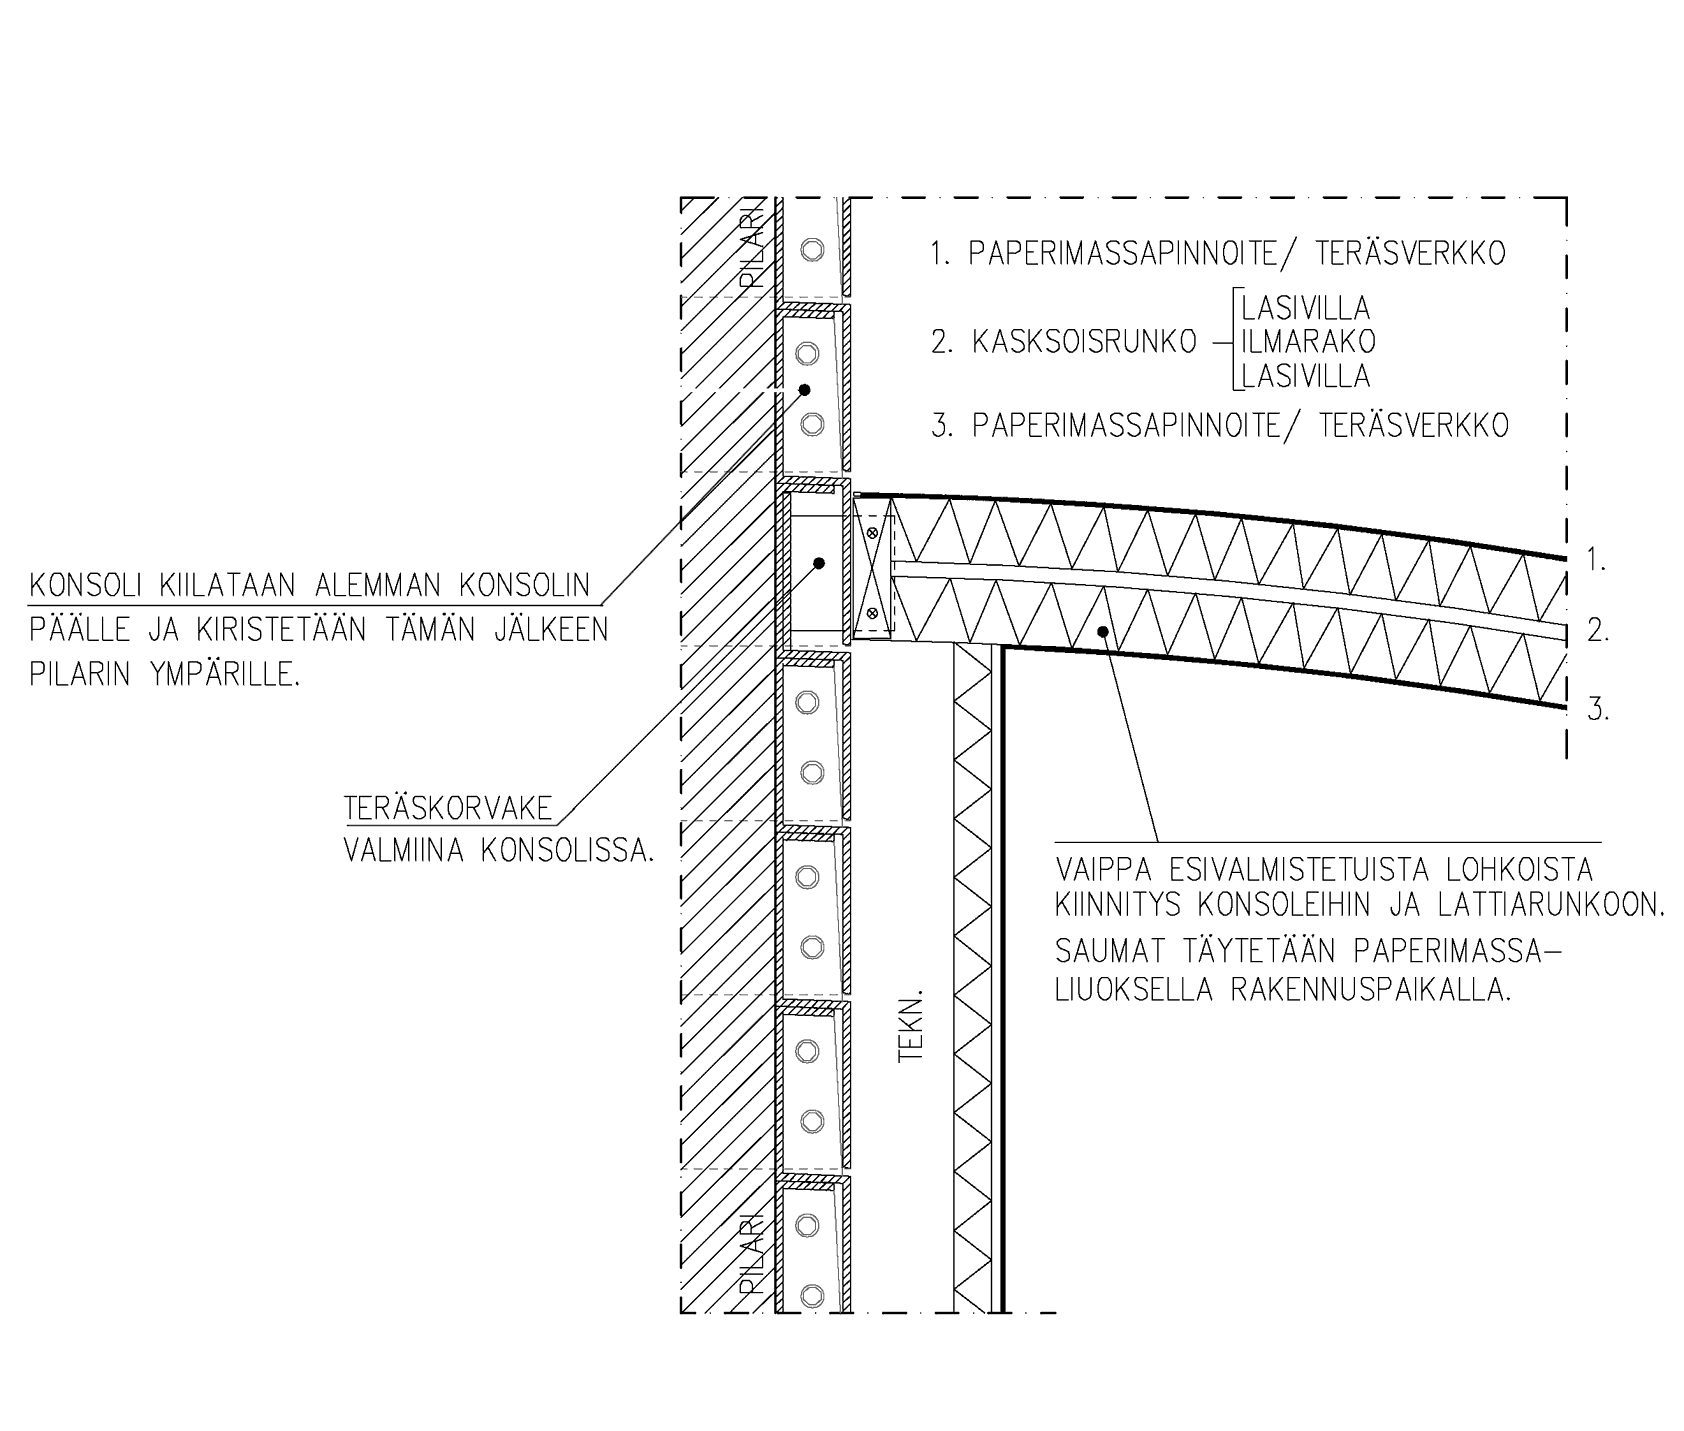 PILARI
1. PAPERIMASSAPINNOITE/ TERÄSVERKKO
LASIVILLA
2. KASKSOISRUNKO
ILMARAKO
LASIVILLA
3. PAPERIMASSAPINNOITE/ TERÄSVERKKO
1.
2.
3.
KONSOLI KIILATAAN ALEMMAN KONSOLIN
PÄÄLLE JA KIRISTETÄÄN TÄMÄN JÄLKEEN
PILARIN YMPÄRILLE.
TERÄSKORVAKE
VALMIINA KONSOLISSA.
VAIPPA ESIVALMISTETUISTA LOHKOISTA
KIINNITYS KONSOLEIHIN JA LATTIARUNKOON.
SAUMAT TÄYTETÄÄN PAPERIMASSA-
LIUOKSELLA RAKENNUSPAIKALLA.
TEKN.
PILARI